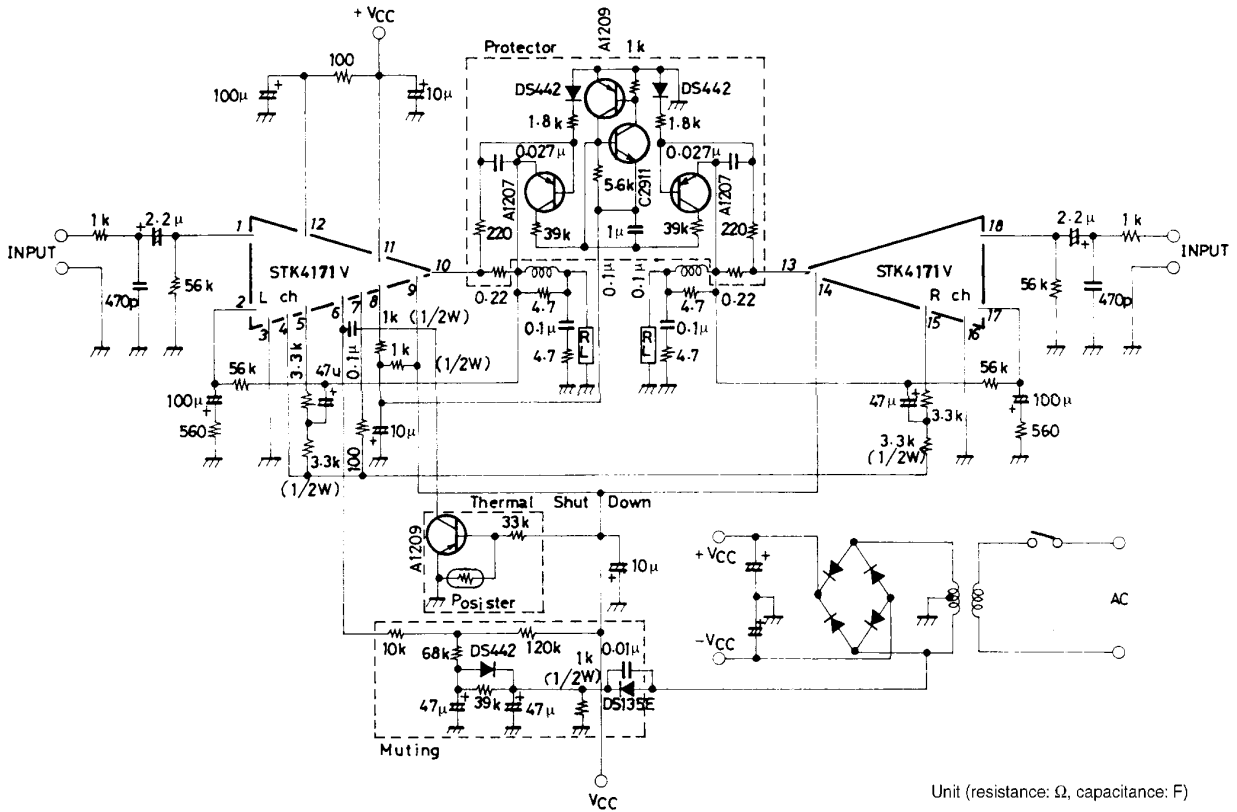 + VCC
A1209
Protector
1k
100
100μ
10μ
DS442
DS442
1.8k
1.8k
0.027μ
0.027μ
5.6k
C2911
A1207
A1207
1k
2.2μ
1
12
11
39k
1μ
39k
220
220
18
2.2μ
1k
INPUT
INPUT
STK4171V
10
13
STK4171V
470p
56k
2
L ch
9
0.1μ
0.1μ
14
R ch
56k
470p
3
4
5
6
7
8
0.22
4.7
4.7
0.22
15
16
17
1k (1/2W)
0.1μ
0.1μ
RL
RL
3.3k
0.1μ
1k
4.7
4.7
(1/2W)
56k
47u
56k
100μ
47μ
3.3k
100μ
560
10μ
560
3.3k
(1/2W)
100
3.3k
(1/2W)
Thermal Shut Down
A1209
33k
10μ
Posister
+VCC
-VCC
AC
10k
68k
DS442
120k
1k
(1/2W)
0.01μ
39k
DS135E
47μ
47μ
Muting
VCC
Unit (resistance: Ω, capacitance: F)